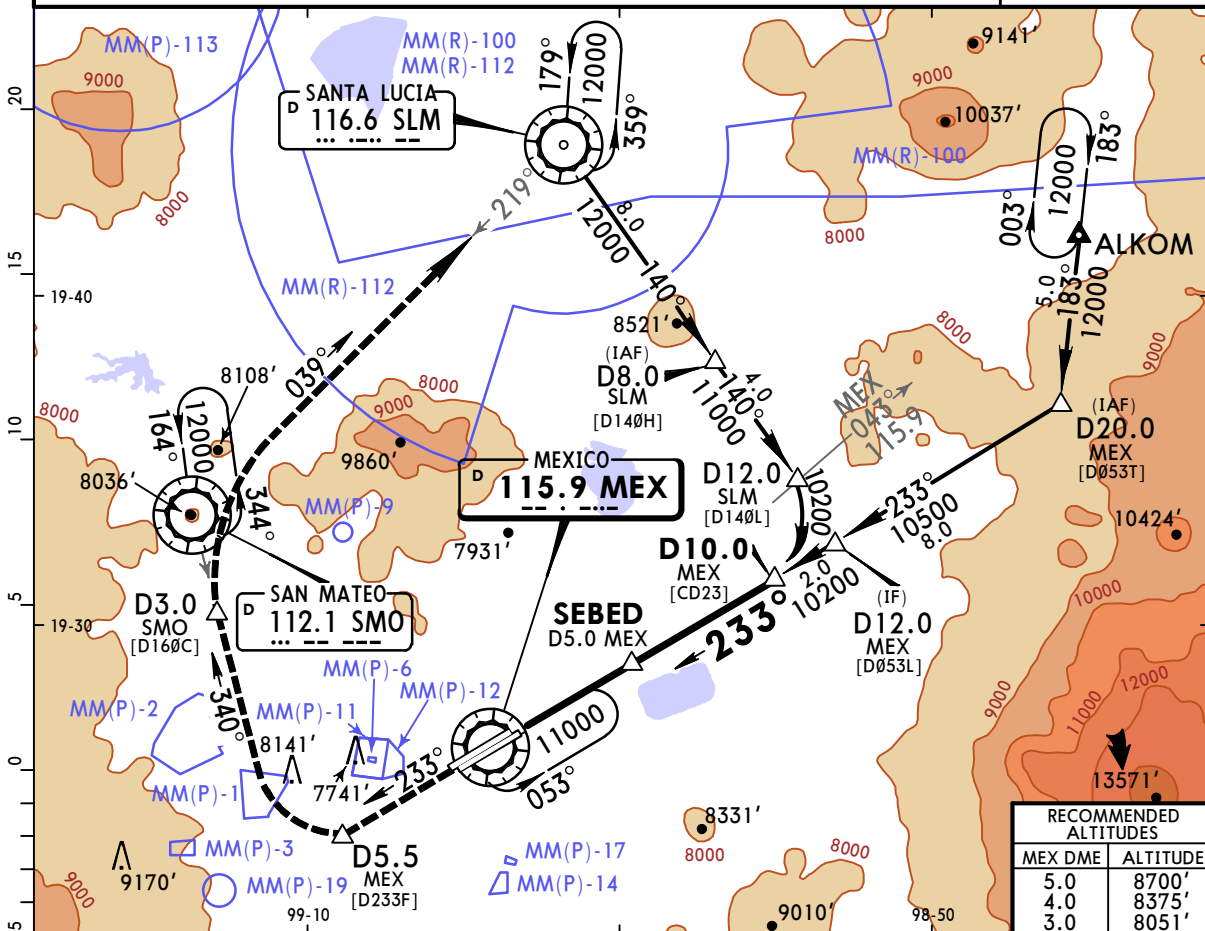 MM(P)-113
9000
8000
MM(R)-100
MM(R)-112
SANTA LUCIA
D 116.6 SLM
179°
12000
359°
9141'
9000
10037'
MM(R)-100
8000
183°
12000
003°
ALKOM
20
15
10
5
0
5
19-40
MM(R)-112
219°
8.0
12000
140°
5.0
183°
12000
8521'
(IAF)
D8.0
SLM
[D140H]
4.0
140°
11000
MEX
043°
115.9
8000
9000
(IAF)
D20.0
MEX
[D053T]
039°
8108'
8000
164°
12000
8036'
344°
8000
9000
9860'
MEXICO
D 115.9 MEX
MM(P)-9
7931'
D12.0
SLM
[D140L]
10200
233°
10500
8.0
10424'
D10.0
MEX
[CD23]
2.0
10200
(IF)
D12.0
MEX
[D053L]
10000
19-30
D3.0
SMO
[D160C]
SAN MATEO
D 112.1 SMO
SEBED
D5.0 MEX
233°
MM(P)-6
MM(P)-12
MM(P)-11
MM(P)-2
340°
8141'
MM(P)-1
7741'
233°
11000
053°
9000
11000
12000
13571'
MM(P)-3
9170'
MM(P)-19
9000
D5.5
MEX
[D233F]
99-10
MM(P)-17
MM(P)-14
8331'
8000
8000
9010'
98-50
RECOMMENDED
ALTITUDES
MEX DME ALTITUDE
5.0 8700'
4.0 8375'
3.0 8051'